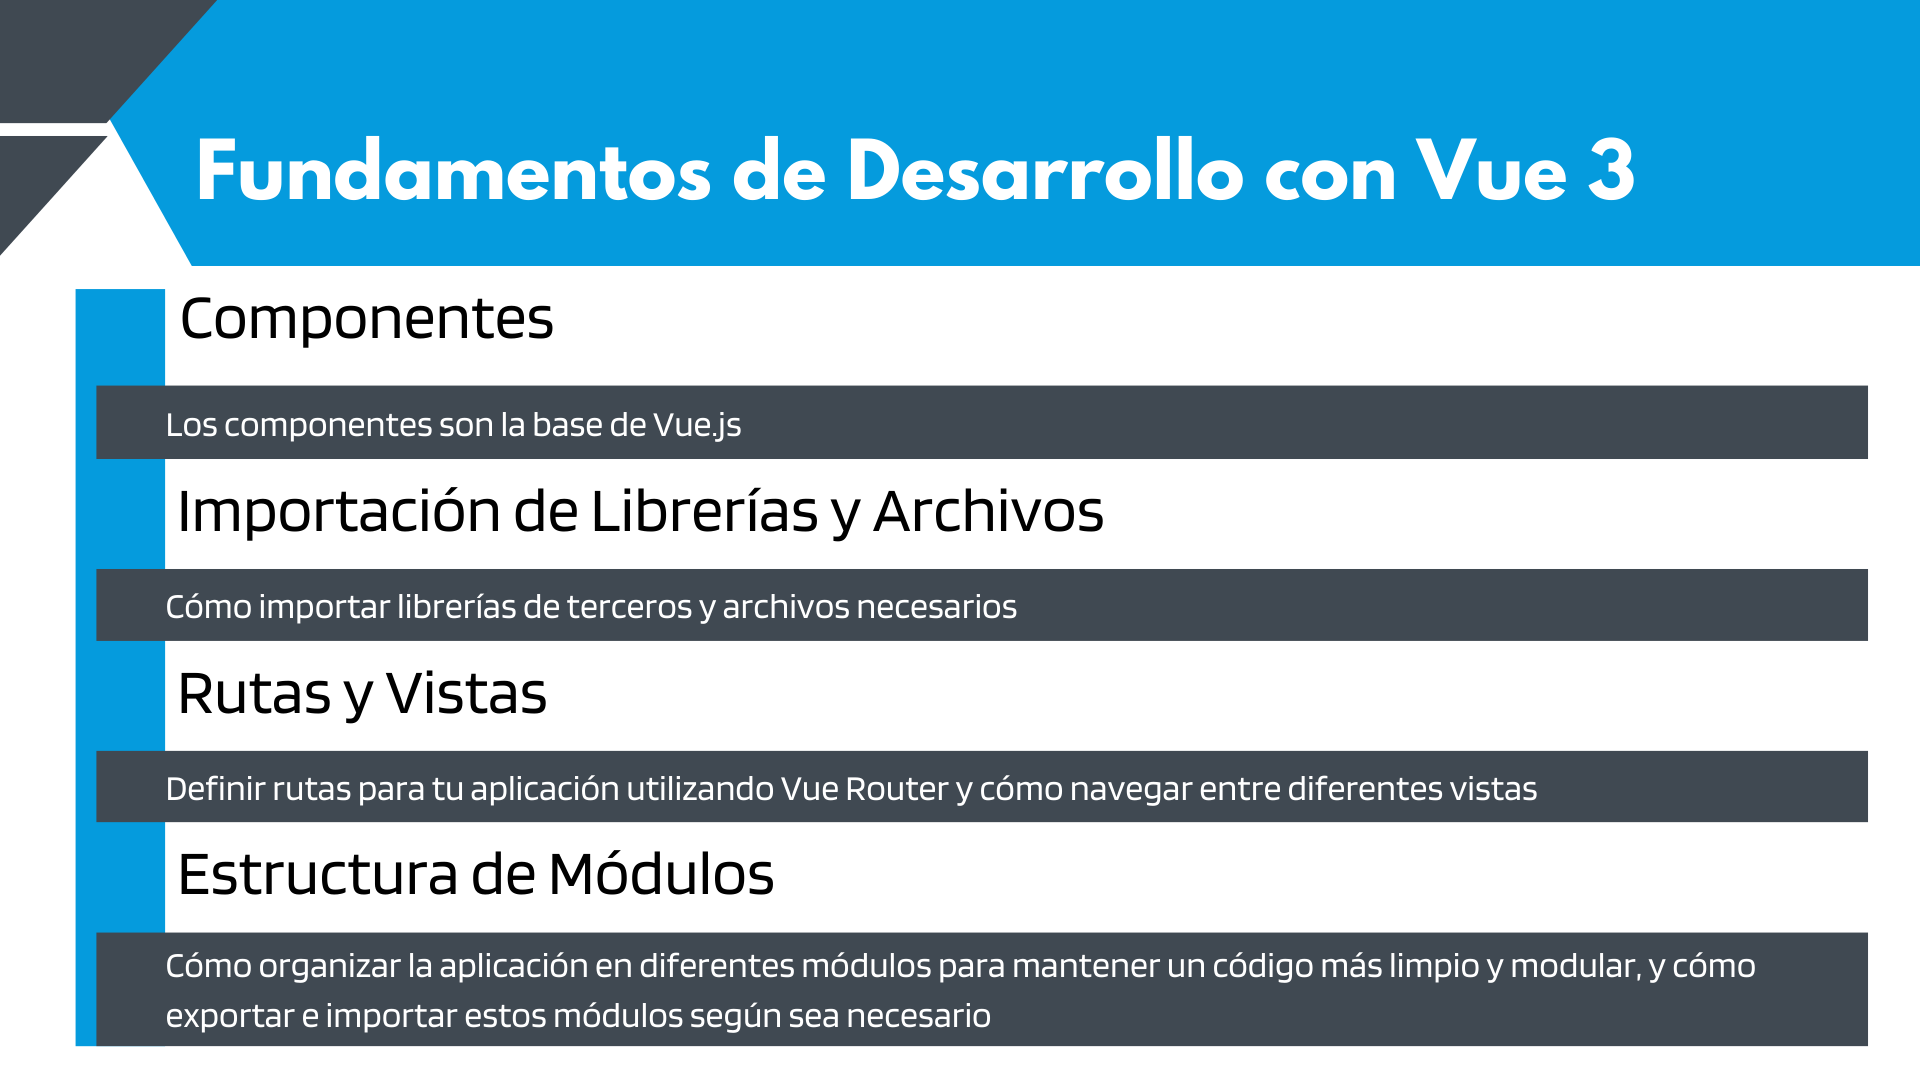 Fundamentos de Desarrollo con Vue 3
Componentes
Los componentes son la base de Vue.js
Importación de Librerías y Archivos
Cómo importar librerías de terceros y archivos necesarios
Rutas y Vistas
Definir rutas para tu aplicación utilizando Vue Router y cómo navegar entre diferentes vistas
Estructura de Módulos
Cómo organizar la aplicación en diferentes módulos para mantener un código más limpio y modular, y cómo
exportar e importar estos módulos según sea necesario